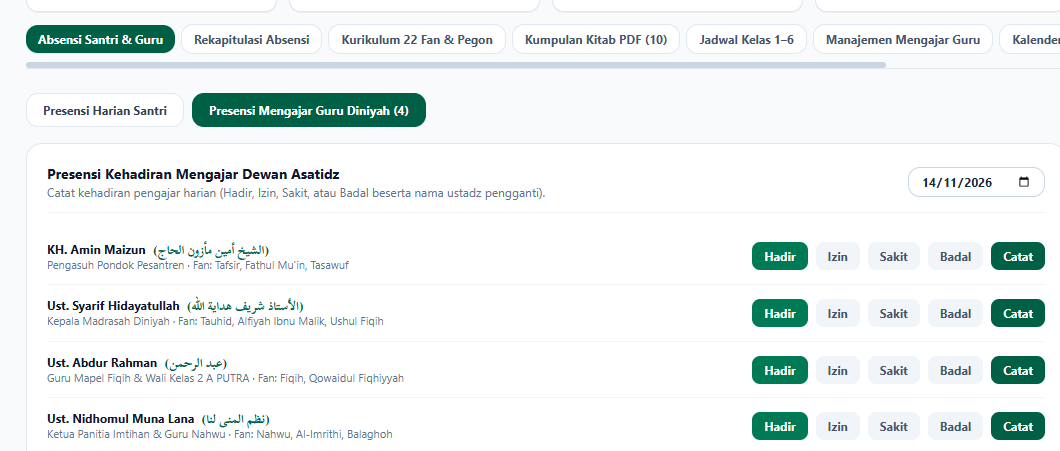 Absensi Santri & Guru Rekapitulasi Absensi Kurikulum 22 Fan & Pegon Kumpulan Kitab PDF (10) Jadwal Kelas 1–6 Manajemen Mengajar Guru Kalender
Presensi Harian Santri Presensi Mengajar Guru Diniyah (4)
Presensi Kehadiran Mengajar Dewan Asatidz
Catat kehadiran pengajar harian (Hadir, Izin, Sakit, atau Badal beserta nama ustadz pengganti).
14/11/2026
KH. Amin Maizun (الشيخ أمين مأزون الحاج)
Pengasuh Pondok Pesantren · Fan: Tafsir, Fathul Mu'in, Tasawuf
Hadir Izin Sakit Badal Catat
Ust. Syarif Hidayatullah (الأستاذ شريف هداية الله)
Kepala Madrasah Diniyah · Fan: Tauhid, Alfiyah Ibnu Malik, Ushul Fiqih
Hadir Izin Sakit Badal Catat
Ust. Abdur Rahman (عبد الرحمن)
Guru Mapel Fiqih & Wali Kelas 2 A PUTRA · Fan: Fiqih, Qowaidul Fiqhiyyah
Hadir Izin Sakit Badal Catat
Ust. Nidhomul Muna Lana (نظم المنى لنا)
Ketua Panitia Imtihan & Guru Nahwu · Fan: Nahwu, Al-Imrithi, Balaghoh
Hadir Izin Sakit Badal Catat